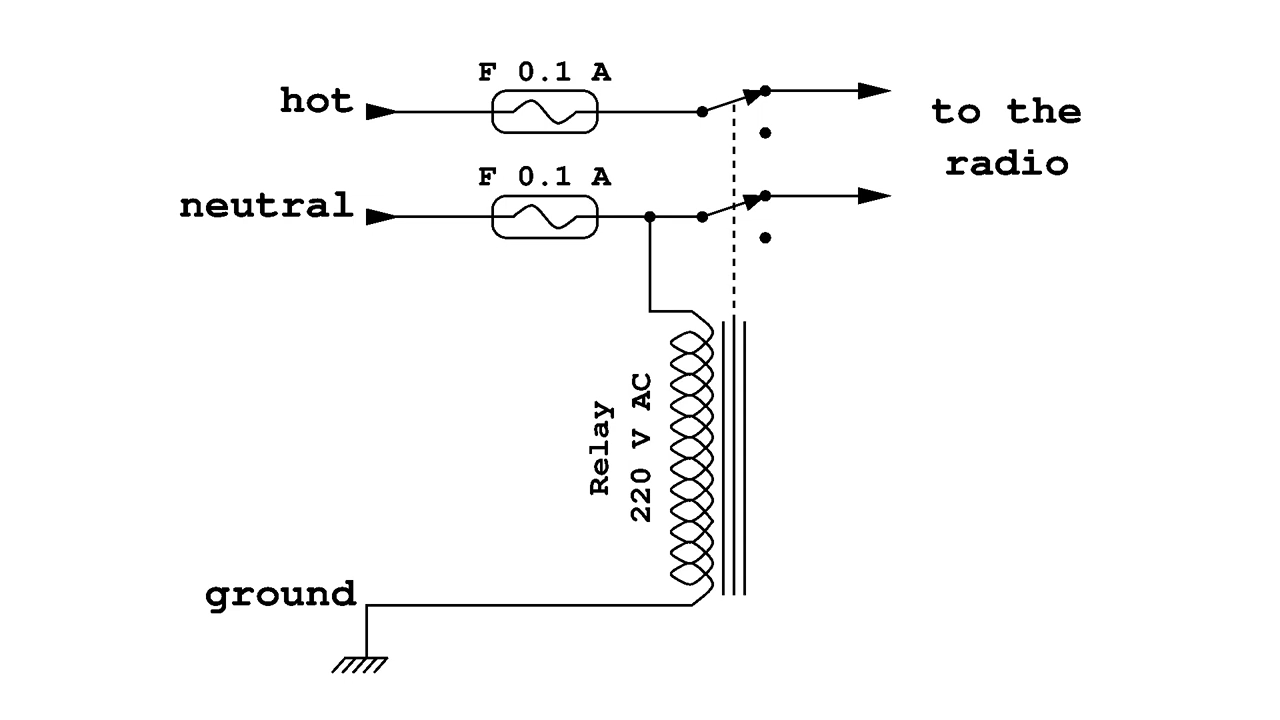 F 0.1 A
hot
to the
radio
F 0.1 A
neutral
Relay
220 V AC
ground